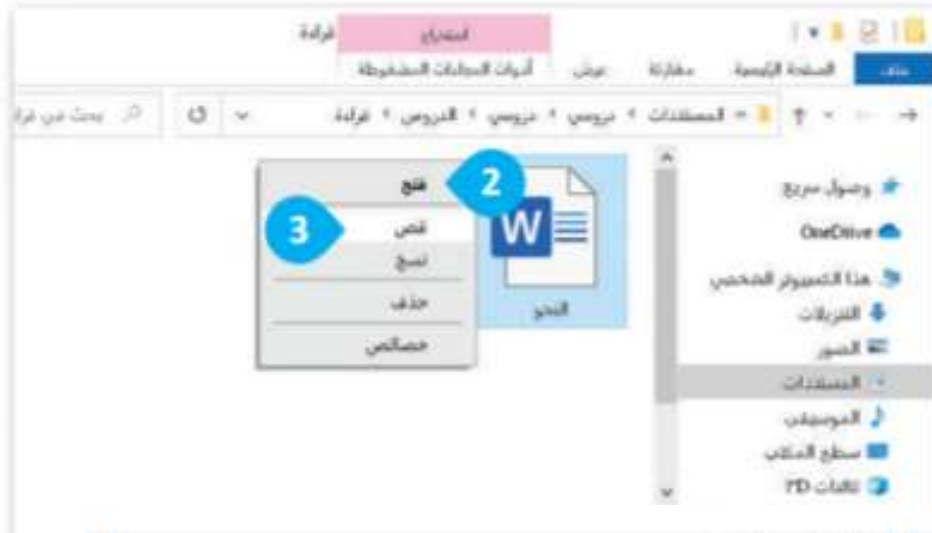 استخراج
قراءة
ملف
الصفحة الرئيسية
مشاركة
عرض
أدوات المجلدات المضغوطة
المستندات › دروسي › دروسي › الدروس › قراءة
بحث في قراءة
وصول سريع
OneDrive
هذا الكمبيوتر الشخصي
التنزيلات
الصور
المستندات
الموسيقى
سطح المكتب
كائنات 3D
W
النحو
2
فتح
3
قص
نسخ
حذف
خصائص